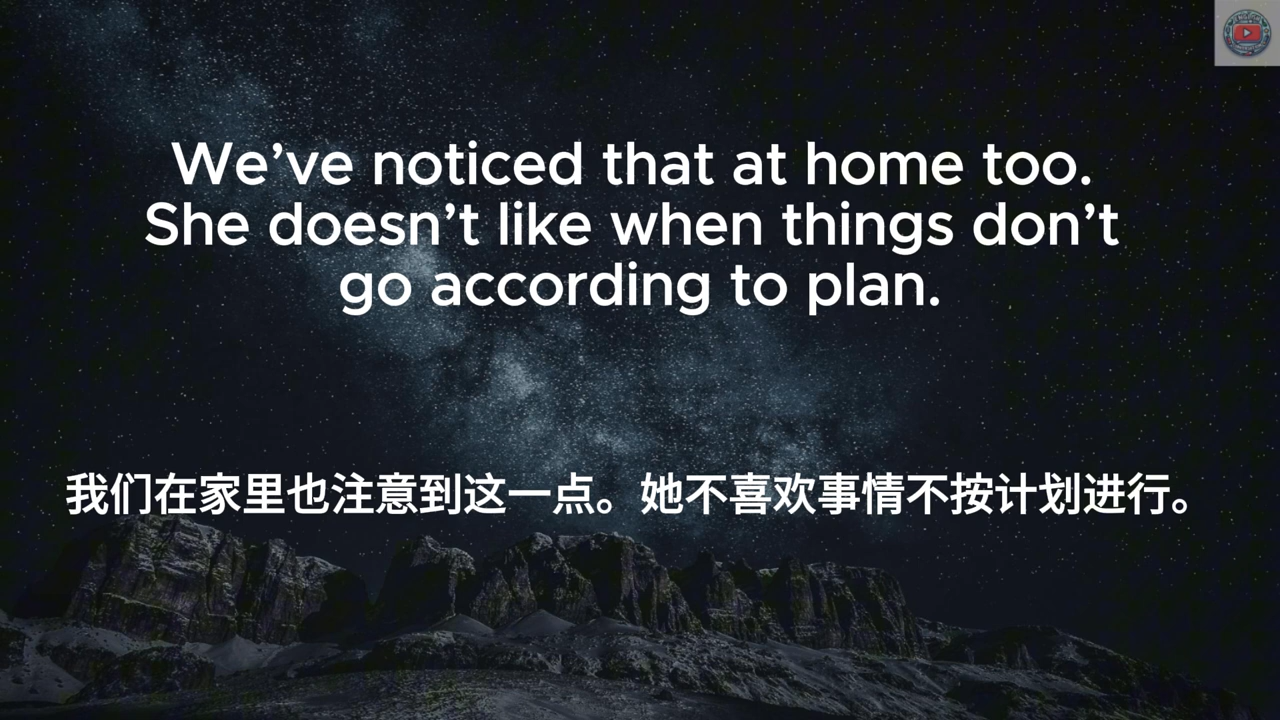 We’ve noticed that at home too.
She doesn’t like when things don’t
go according to plan.
我们在家里也注意到这一点。她不喜欢事情不按计划进行。